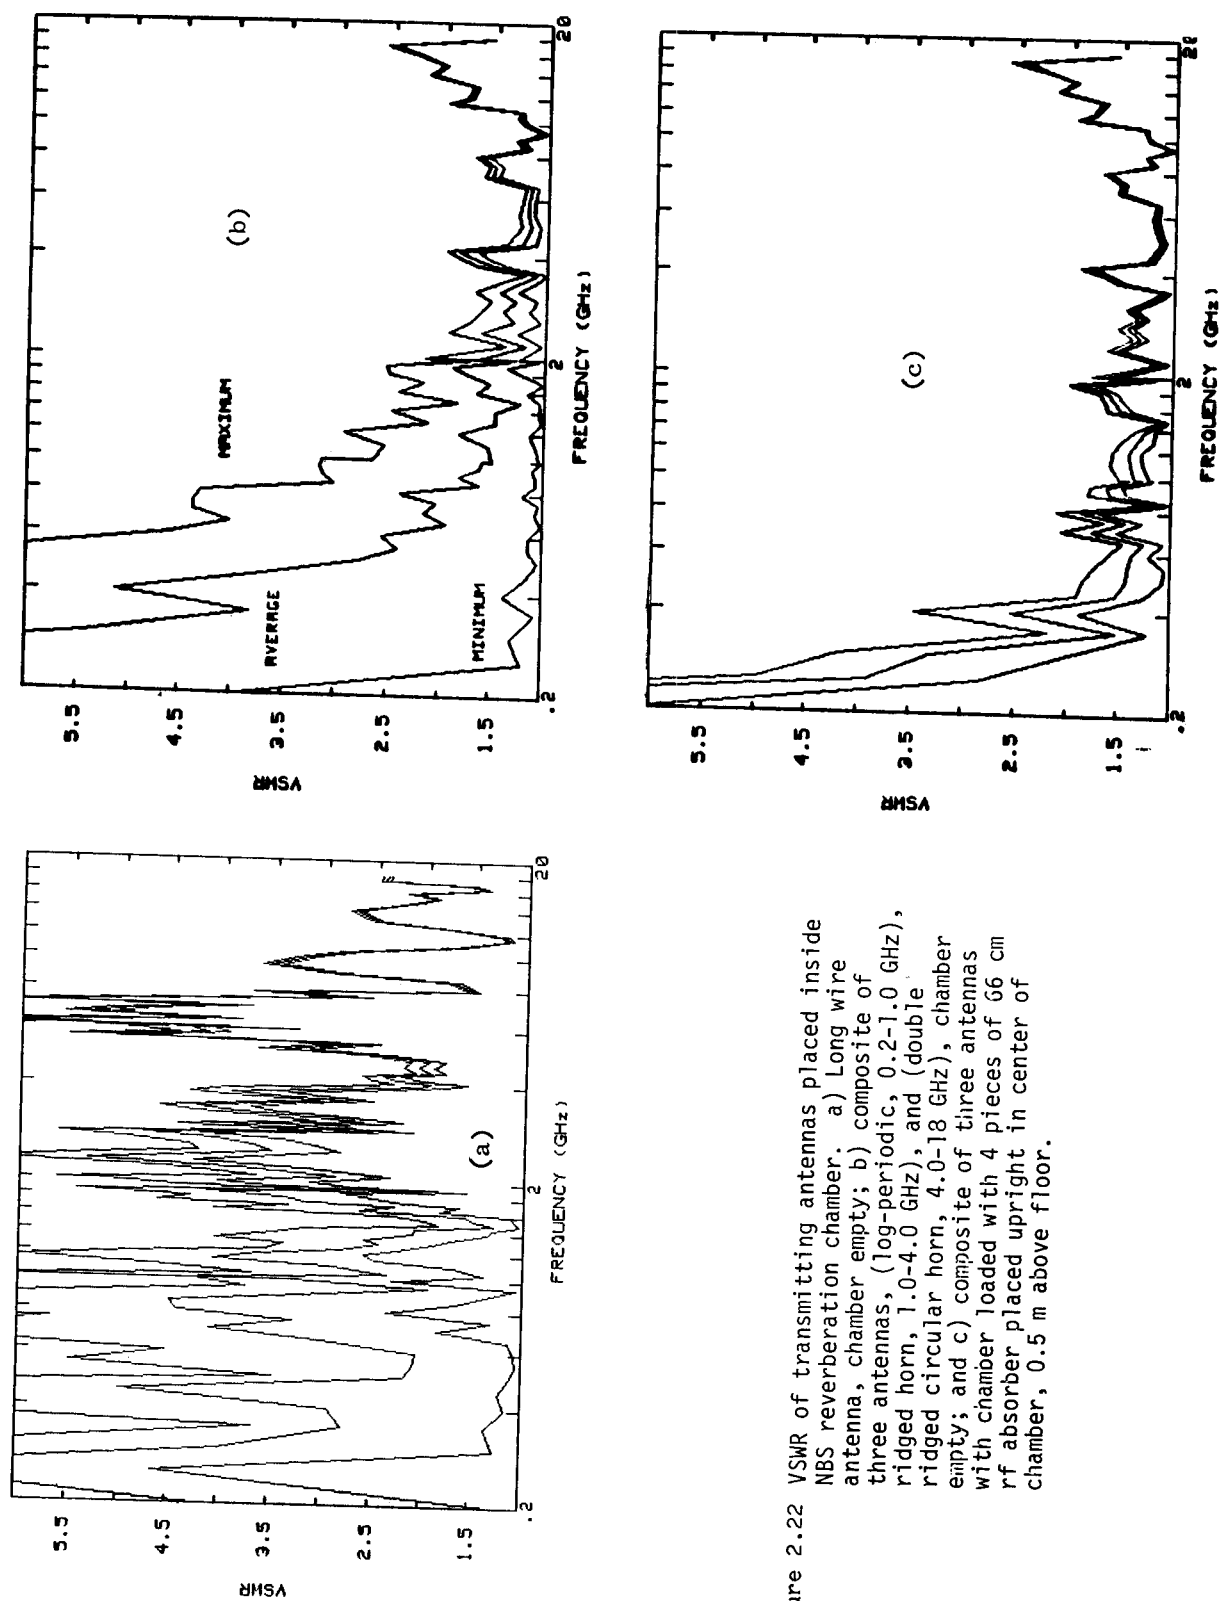 5.5
4.5
3.5
2.5
1.5
VSWR
.2
2
20
FREQUENCY (GHz)
(a)
5.5
4.5
3.5
2.5
1.5
VSWR
.2
2
20
FREQUENCY (GHz)
MAXIMUM
AVERAGE
MINIMUM
(b)
5.5
4.5
3.5
2.5
1.5
VSWR
.2
2
20
FREQUENCY (GHz)
(c)
ure 2.22 VSWR of transmitting antennas placed inside
NBS reverberation chamber. a) Long wire
antenna, chamber empty; b) composite of
three antennas, (log-periodic, 0.2-1.0 GHz),
ridged horn, 1.0-4.0 GHz), and (double
ridged circular horn, 4.0-18 GHz), chamber
empty; and c) composite of three antennas
with chamber loaded with 4 pieces of 66 cm
rf absorber placed upright in center of
chamber, 0.5 m above floor.